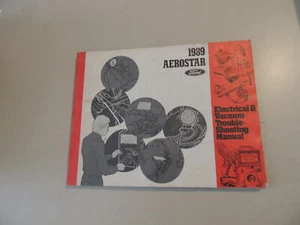 1989
AEROSTAR
Ford
Electrical &
Vacuum
Trouble-
Shooting
Manual